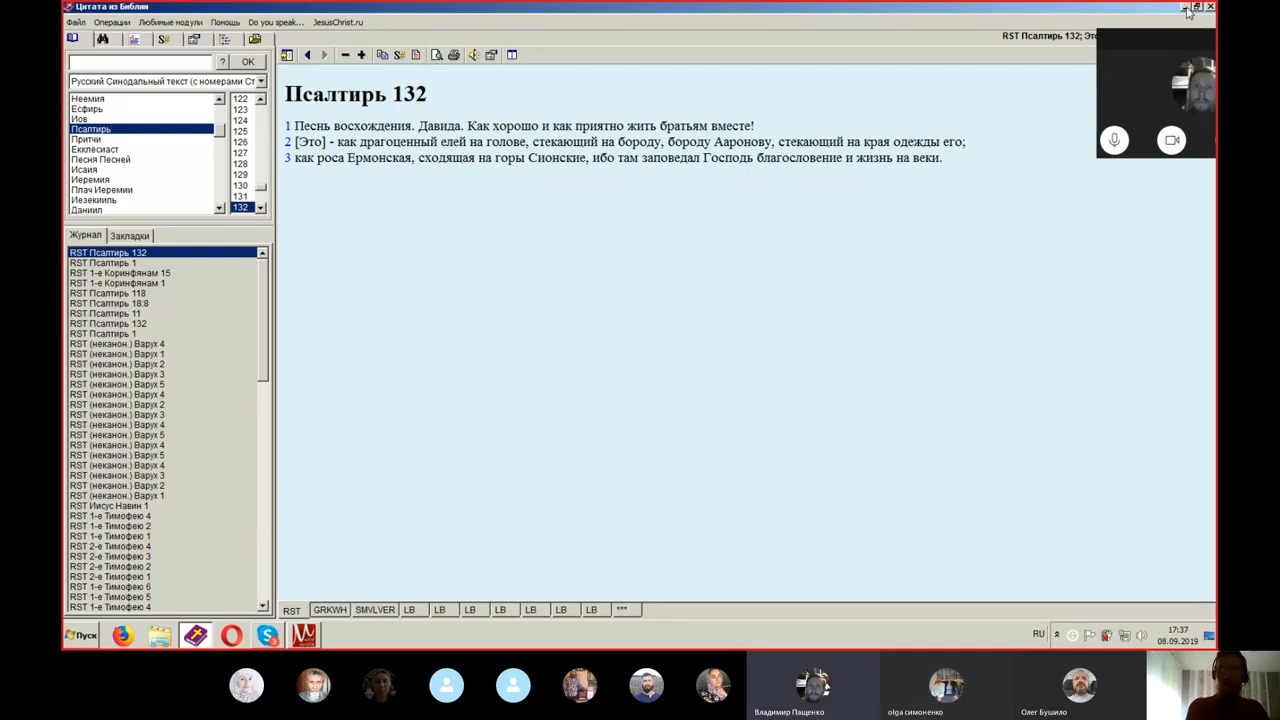 Цитата из Библии
Файл Операции Любимые модули Помощь Do you speak... JesusChrist.ru
S#
RST Псалтирь 132; Эт
? OK
S#
Русский Синодальный текст (с номерами Ст
Неемия
Есфирь
Иов
Псалтирь
Притчи
Екклесиаст
Песня Песней
Исаия
Иеремия
Плач Иеремии
Иезекииль
Даниил
122
123
124
125
126
127
128
129
130
131
132
Псалтирь 132
1 Песнь восхождения. Давида. Как хорошо и как приятно жить братьям вместе!
2 [Это] - как драгоценный елей на голове, стекающий на бороду, бороду Ааронову, стекающий на края одежды его;
3 как роса Ермонская, сходящая на горы Сионские, ибо там заповедал Господь благословение и жизнь на веки.
Журнал Закладки
RST Псалтирь 132
RST Псалтирь 1
RST 1-е Коринфянам 15
RST 1-е Коринфянам 1
RST Псалтирь 118
RST Псалтирь 18:8
RST Псалтирь 11
RST Псалтирь 132
RST Псалтирь 1
RST (неканон.) Варух 4
RST (неканон.) Варух 1
RST (неканон.) Варух 2
RST (неканон.) Варух 3
RST (неканон.) Варух 5
RST (неканон.) Варух 4
RST (неканон.) Варух 2
RST (неканон.) Варух 3
RST (неканон.) Варух 4
RST (неканон.) Варух 5
RST (неканон.) Варух 4
RST (неканон.) Варух 5
RST (неканон.) Варух 4
RST (неканон.) Варух 3
RST (неканон.) Варух 2
RST (неканон.) Варух 1
RST Иисус Навин 1
RST 1-е Тимофею 4
RST 1-е Тимофею 2
RST 1-е Тимофею 1
RST 2-е Тимофею 4
RST 2-е Тимофею 3
RST 2-е Тимофею 2
RST 2-е Тимофею 1
RST 1-е Тимофею 6
RST 1-е Тимофею 5
RST 1-е Тимофею 4
RST GRKWH SMVLVER LB LB LB LB LB LB LB ***
Пуск
RU
17:37
08.09.2019
Владимир Пащенко
olga симоненко
Олег Бушило